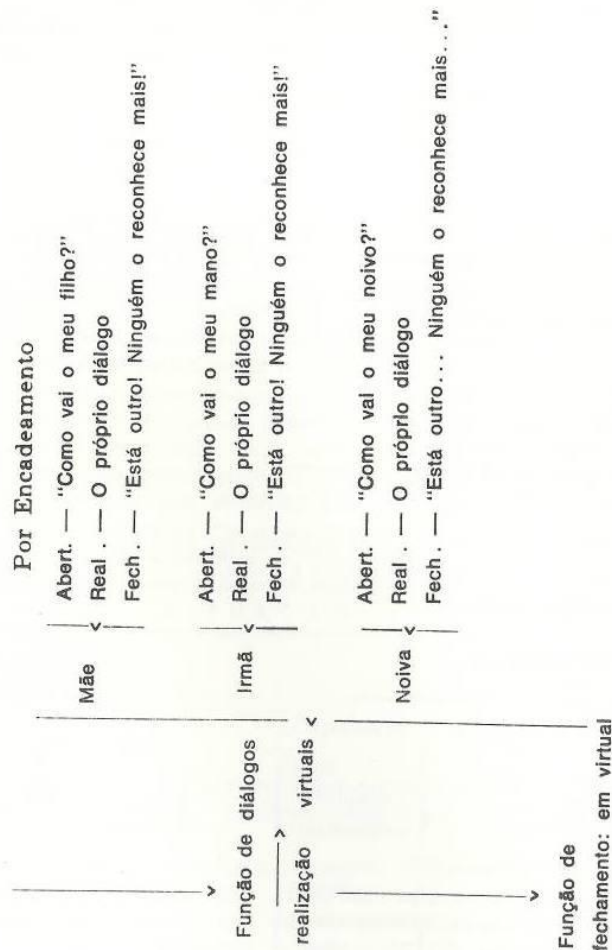 Por Encadeamento
Mãe
Abert. — “Como vai o meu filho?”
Real . — O próprio diálogo
Fech . — “Está outro! Ninguém o reconhece mais!”
Função de diálogos
realização virtuais
Irmã
Abert. — “Como vai o meu mano?”
Real . — O próprio diálogo
Fech . — “Está outro! Ninguém o reconhece mais!”
Noiva
Abert. — “Como vai o meu noivo?”
Real . — O próprio diálogo
Fech . — “Está outro... Ninguém o reconhece mais...”
Função de
fechamento: em virtual